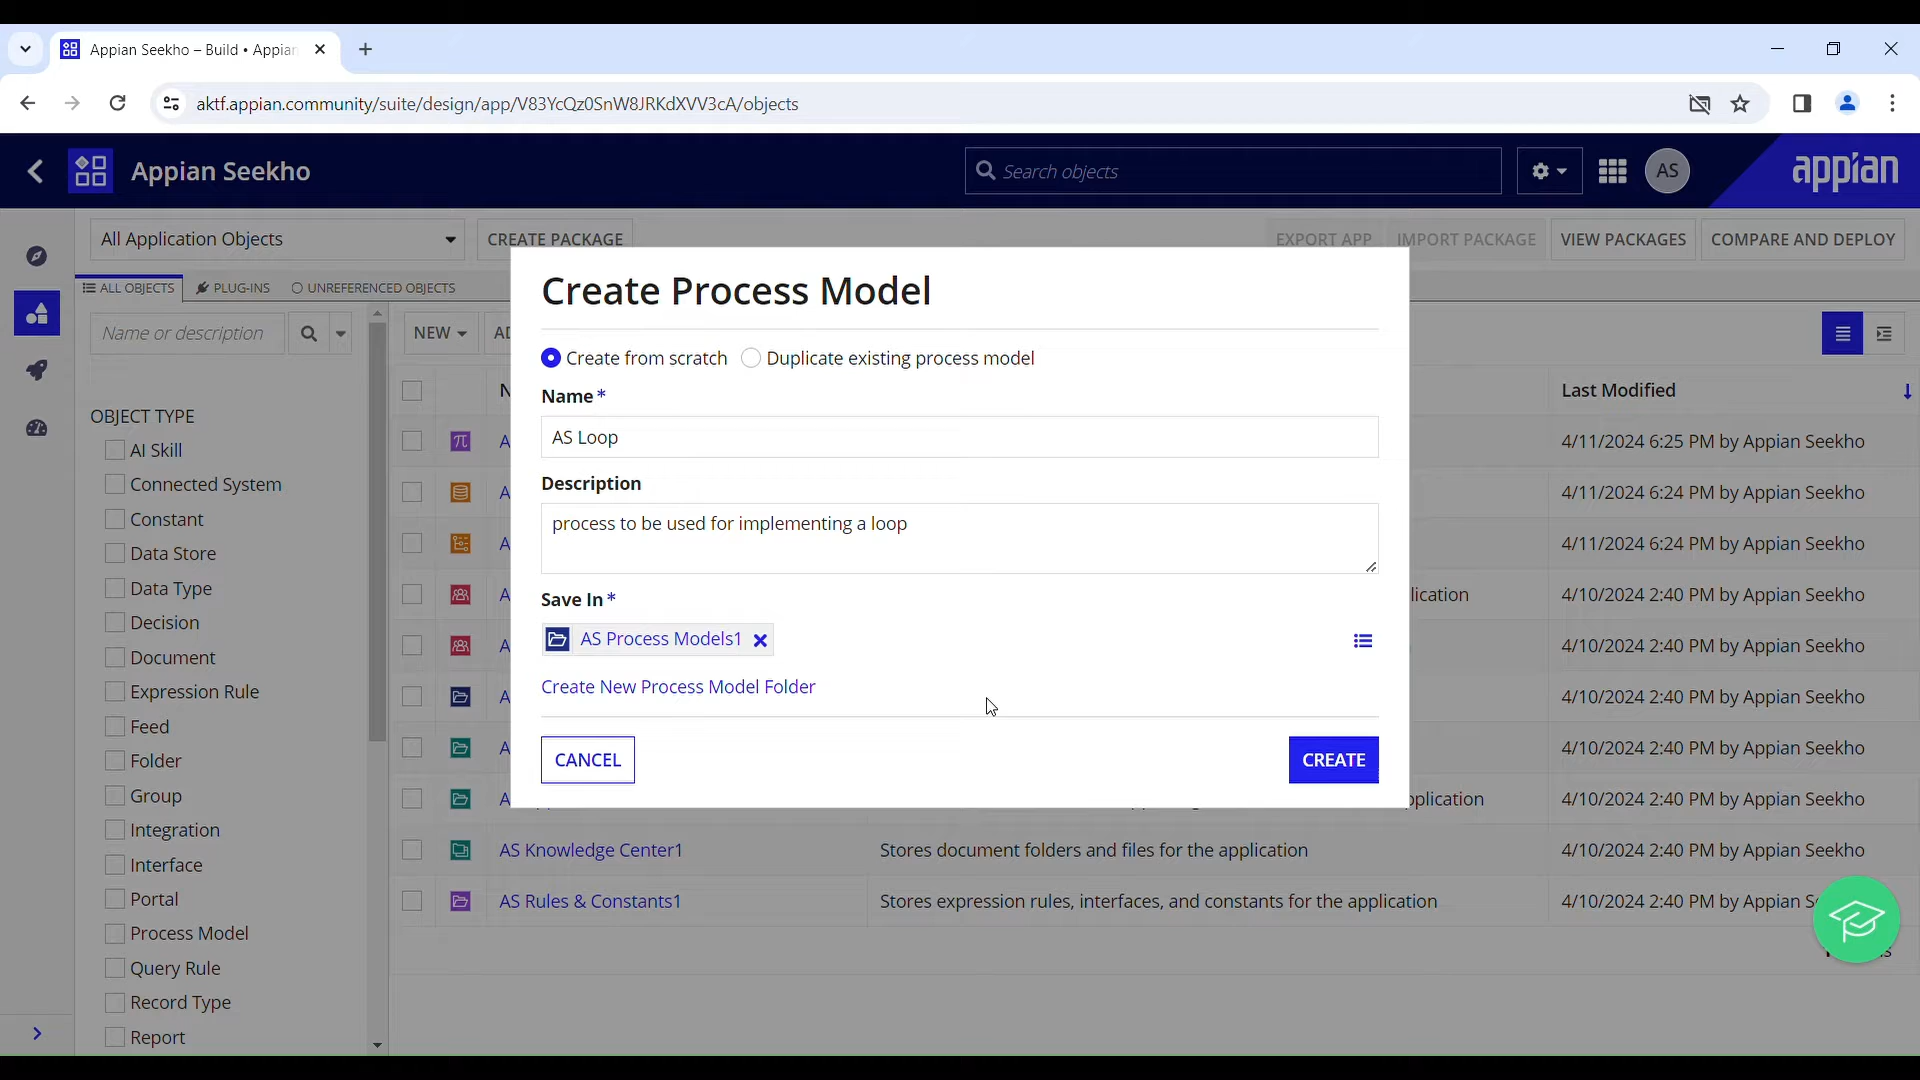 Appian Seekho – Build • Appian
aktf.appian.community/suite/design/app/V83YcQz0SnW8JRKdXVV3cA/objects
Appian Seekho
Search objects
AS
appian
All Application Objects
CREATE PACKAGE
EXPORT APP
IMPORT PACKAGE
VIEW PACKAGES
COMPARE AND DEPLOY
ALL OBJECTS
PLUG-INS
UNREFERENCED OBJECTS
Name or description
NEW
OBJECT TYPE
AI Skill
Connected System
Constant
Data Store
Data Type
Decision
Document
Expression Rule
Feed
Folder
Group
Integration
Interface
Portal
Process Model
Query Rule
Record Type
Report
Create Process Model
Create from scratch
Duplicate existing process model
Name *
AS Loop
Description
process to be used for implementing a loop
Save In *
AS Process Models1
Create New Process Model Folder
CANCEL
CREATE
Last Modified
4/11/2024 6:25 PM by Appian Seekho
4/11/2024 6:24 PM by Appian Seekho
4/11/2024 6:24 PM by Appian Seekho
lication 4/10/2024 2:40 PM by Appian Seekho
4/10/2024 2:40 PM by Appian Seekho
4/10/2024 2:40 PM by Appian Seekho
4/10/2024 2:40 PM by Appian Seekho
pplication 4/10/2024 2:40 PM by Appian Seekho
AS Knowledge Center1 Stores document folders and files for the application 4/10/2024 2:40 PM by Appian Seekho
AS Rules & Constants1 Stores expression rules, interfaces, and constants for the application 4/10/2024 2:40 PM by Appian